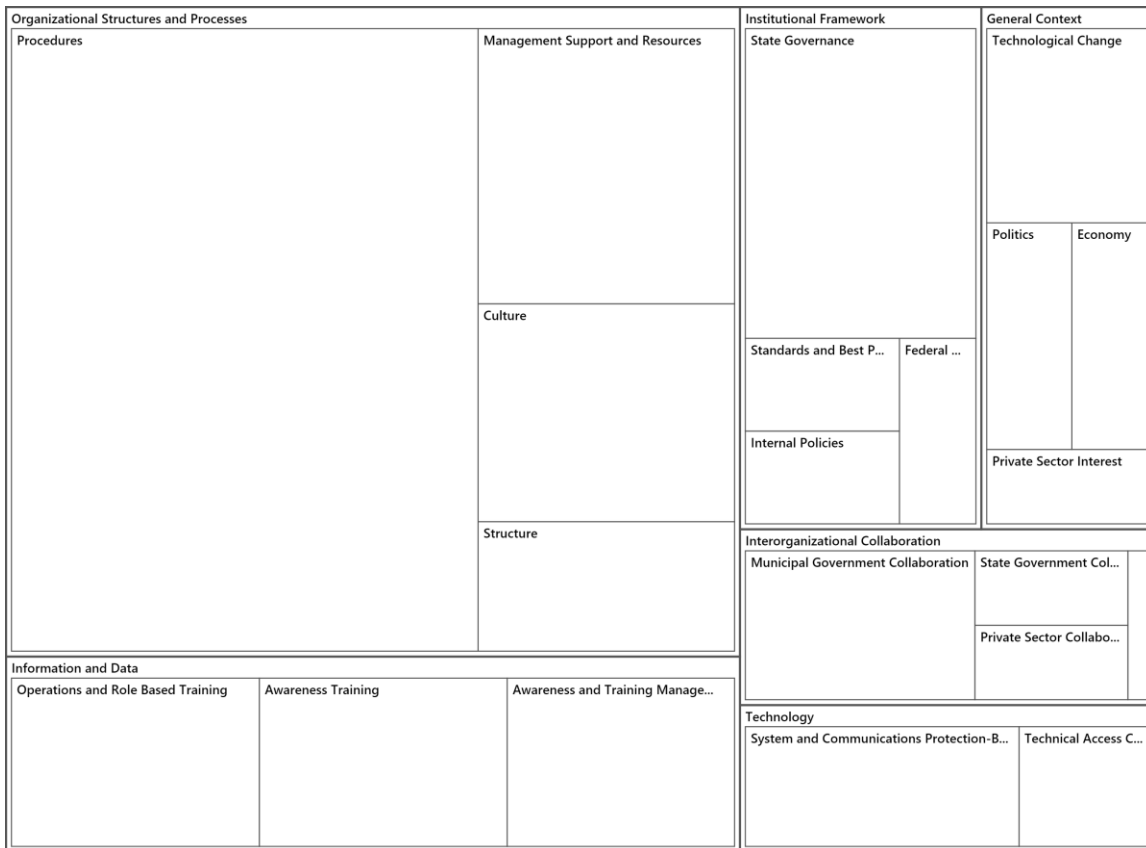 Organizational Structures and Processes
Procedures
Management Support and Resources
Culture
Structure
Information and Data
Operations and Role Based Training
Awareness Training
Awareness and Training Manage...
Institutional Framework
State Governance
Standards and Best P...
Federal ...
Internal Policies
General Context
Technological Change
Politics
Economy
Private Sector Interest
Interorganizational Collaboration
Municipal Government Collaboration
State Government Col...
Private Sector Collabo...
Technology
System and Communications Protection-B...
Technical Access C...